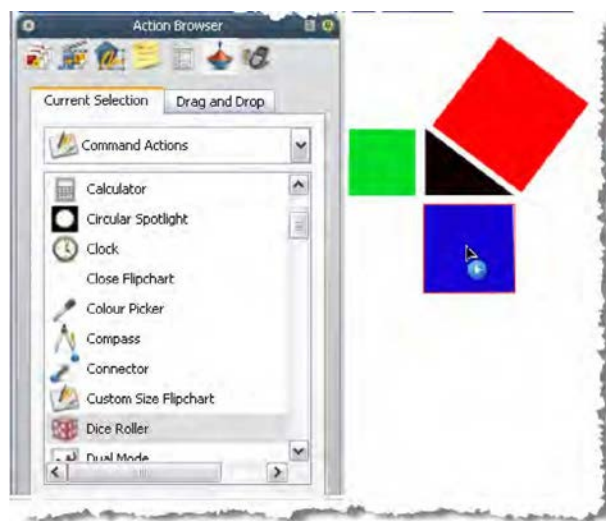 Action Browser
Current Selection
Drag and Drop
Command Actions
Calculator
Circular Spotlight
Clock
Close Flipchart
Colour Picker
Compass
Connector
Custom Size Flipchart
Dice Roller
Dual Mode